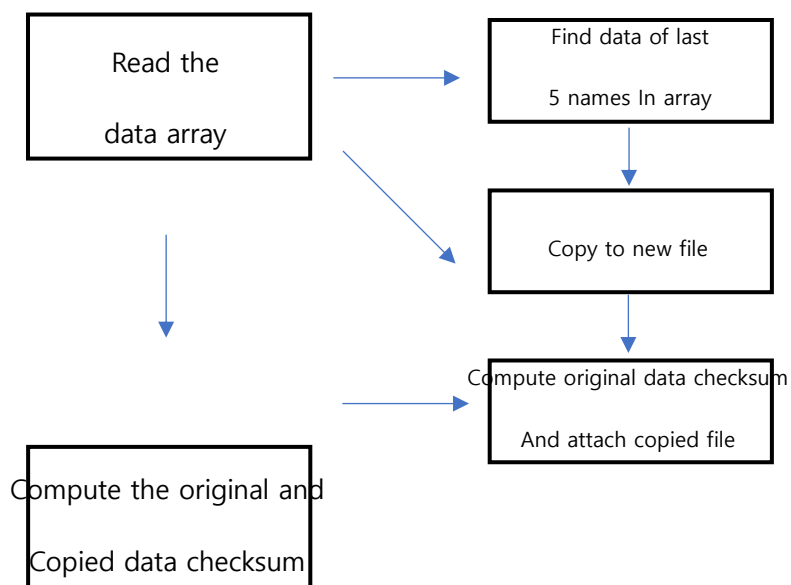 Read the
data array
Find data of last
5 names In array
Copy to new file
Compute original data checksum
And attach copied file
Compute the original and
Copied data checksum